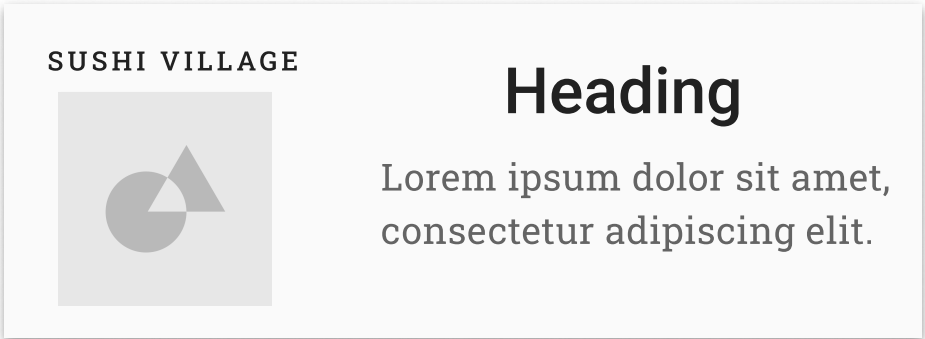 SUSHI VILLAGE
Heading
Lorem ipsum dolor sit amet,
consectetur adipiscing elit.